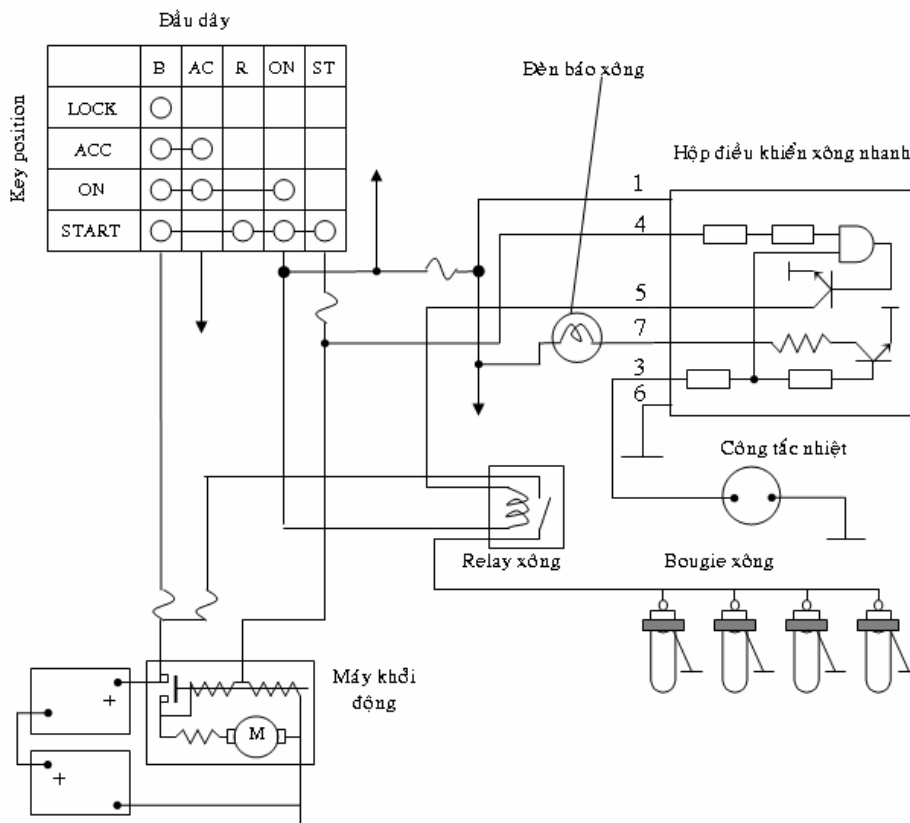 Đầu dây
B AC R ON ST
LOCK
ACC
ON
START
Key position
Đèn báo xông
Hộp điều khiển xông nhanh
1
4
5
7
3
6
Công tắc nhiệt
Relay xông
Bougie xông
Máy khởi
động
M
+
+